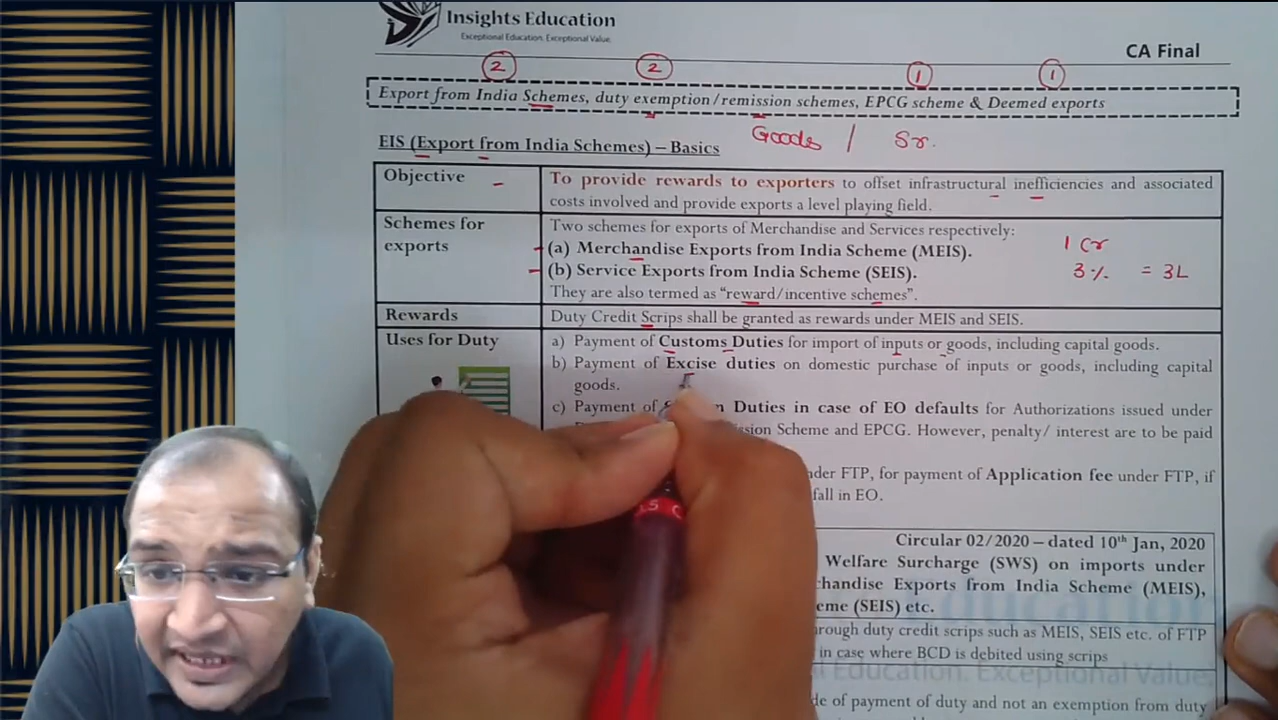 Insights Education
Exceptional Education. Exceptional Value.
CA Final
2 2 1 1
Export from India Schemes, duty exemption/remission schemes, EPCG scheme & Deemed exports
Goods / Sr.
EIS (Export from India Schemes) – Basics
Objective
To provide rewards to exporters to offset infrastructural inefficiencies and associated
costs involved and provide exports a level playing field.
Schemes for
exports
Two schemes for exports of Merchandise and Services respectively:
(a) Merchandise Exports from India Scheme (MEIS).
1 Cr
(b) Service Exports from India Scheme (SEIS).
3% = 3L
They are also termed as “reward/incentive schemes”.
Rewards
Duty Credit Scrips shall be granted as rewards under MEIS and SEIS.
Uses for Duty
a) Payment of Customs Duties for import of inputs or goods, including capital goods.
b) Payment of Excise duties on domestic purchase of inputs or goods, including capital
goods.
c) Payment of Duties in case of EO defaults for Authorizations issued under
Scheme and EPCG. However, penalty/ interest are to be paid
under FTP, for payment of Application fee under FTP, if
fall in EO.
Circular 02/2020 – dated 10th Jan, 2020
Welfare Surcharge (SWS) on imports under
Exports from India Scheme (MEIS),
(SEIS) etc.
through duty credit scrips such as MEIS, SEIS etc. of FTP
in case where BCD is debited using scrips
Education. Exceptional Value.
of payment of duty and not an exemption from duty